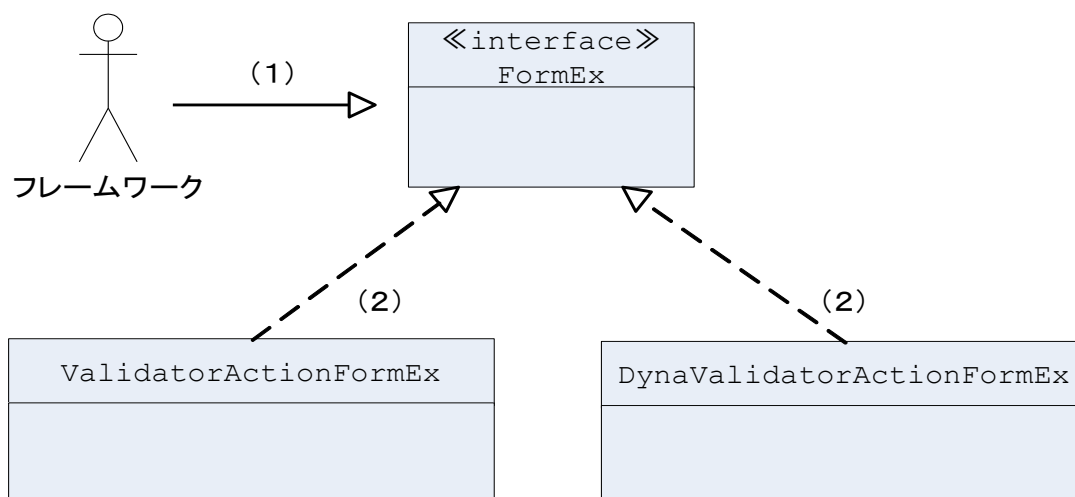 ≪interface≫
FormEx
(1)
フレームワーク
(2)
(2)
ValidatorActionFormEx
DynaValidatorActionFormEx